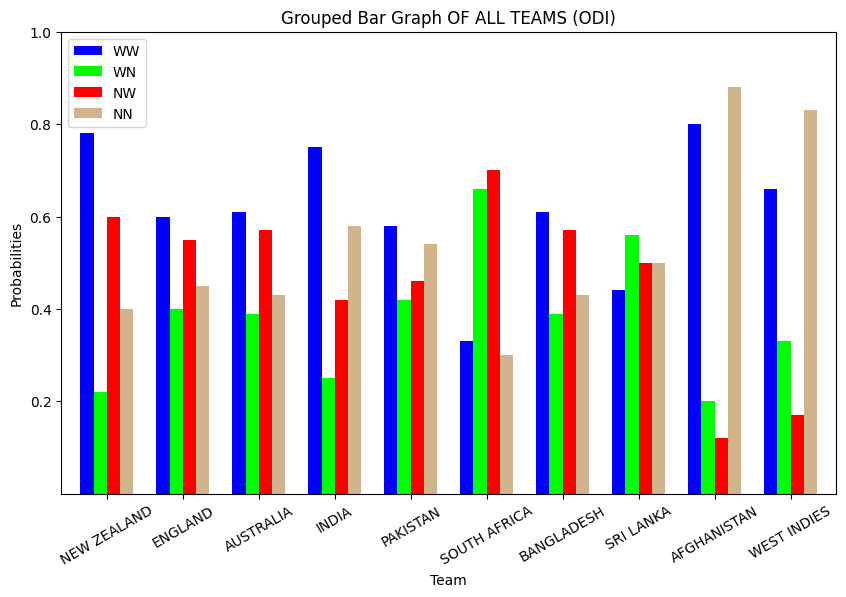 Grouped Bar Graph OF ALL TEAMS (ODI)
WW
WN
NW
NN
1.0
0.8
0.6
0.4
0.2
Probabilities
NEW ZEALAND
ENGLAND
AUSTRALIA
INDIA
PAKISTAN
SOUTH AFRICA
BANGLADESH
SRI LANKA
AFGHANISTAN
WEST INDIES
Team